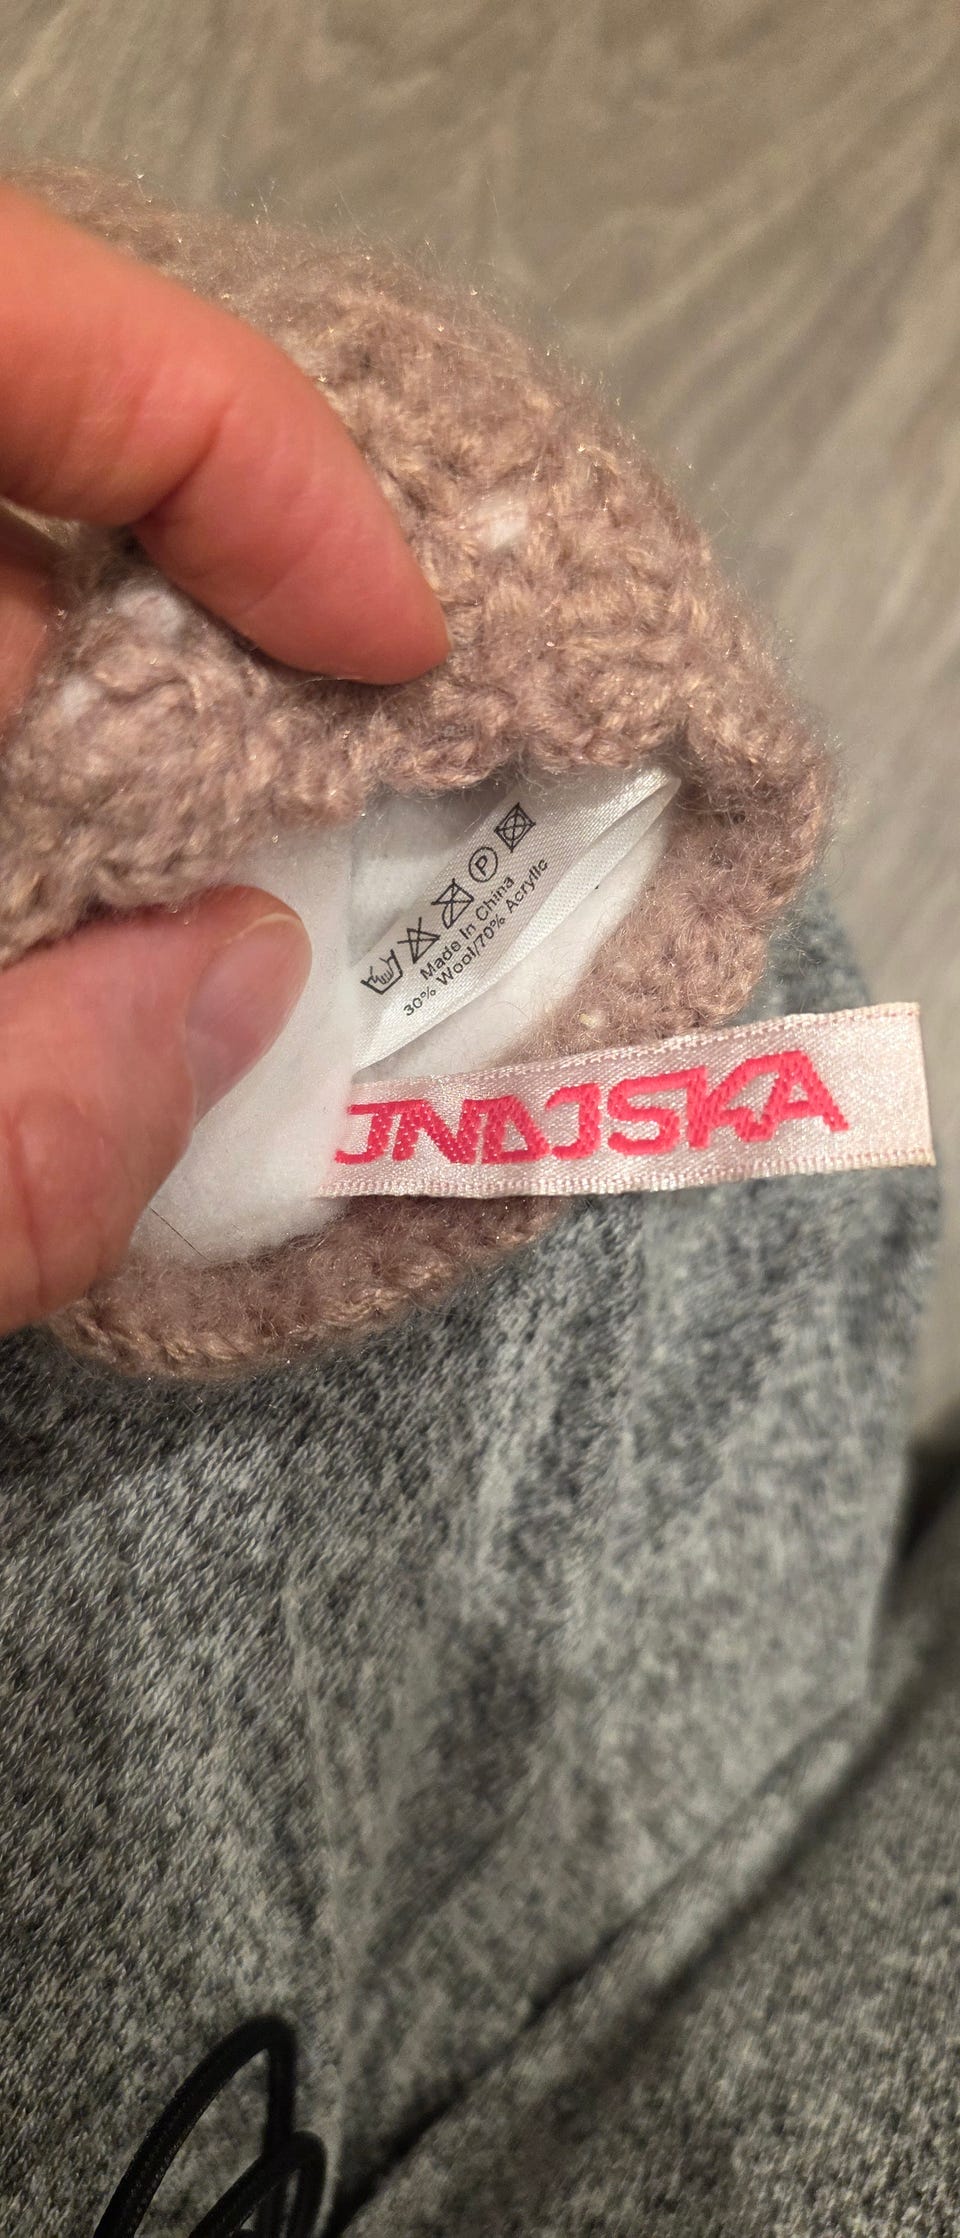 Ⓟ
Made In China
30% Wool/70% Acrylic
JNDJSKA